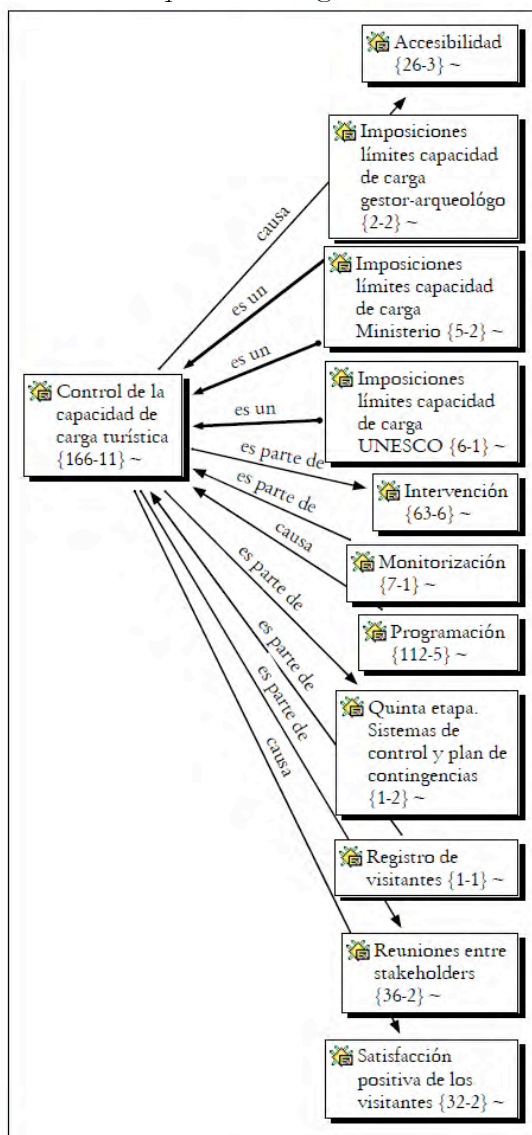 Accesibilidad
{26-3} ~
Imposiciones
límites capacidad
de carga
gestor-arqueológo
{2-2} ~
causa
Imposiciones
límites capacidad
de carga
Ministerio {5-2} ~
es un
es un
Imposiciones
límites capacidad
de carga
UNESCO {6-1} ~
es un
Control de la
capacidad de
carga turística
{166-11} ~
es parte de
Intervención
{63-6} ~
es parte de
Monitorización
{7-1} ~
causa
Programación
{112-5} ~
es parte de
Quinta etapa.
Sistemas de
control y plan de
contingencias
{1-2} ~
es parte de
es parte de
causa
Registro de
visitantes {1-1} ~
Reuniones entre
stakeholders
{36-2} ~
Satisfacción
positiva de los
visitantes {32-2} ~